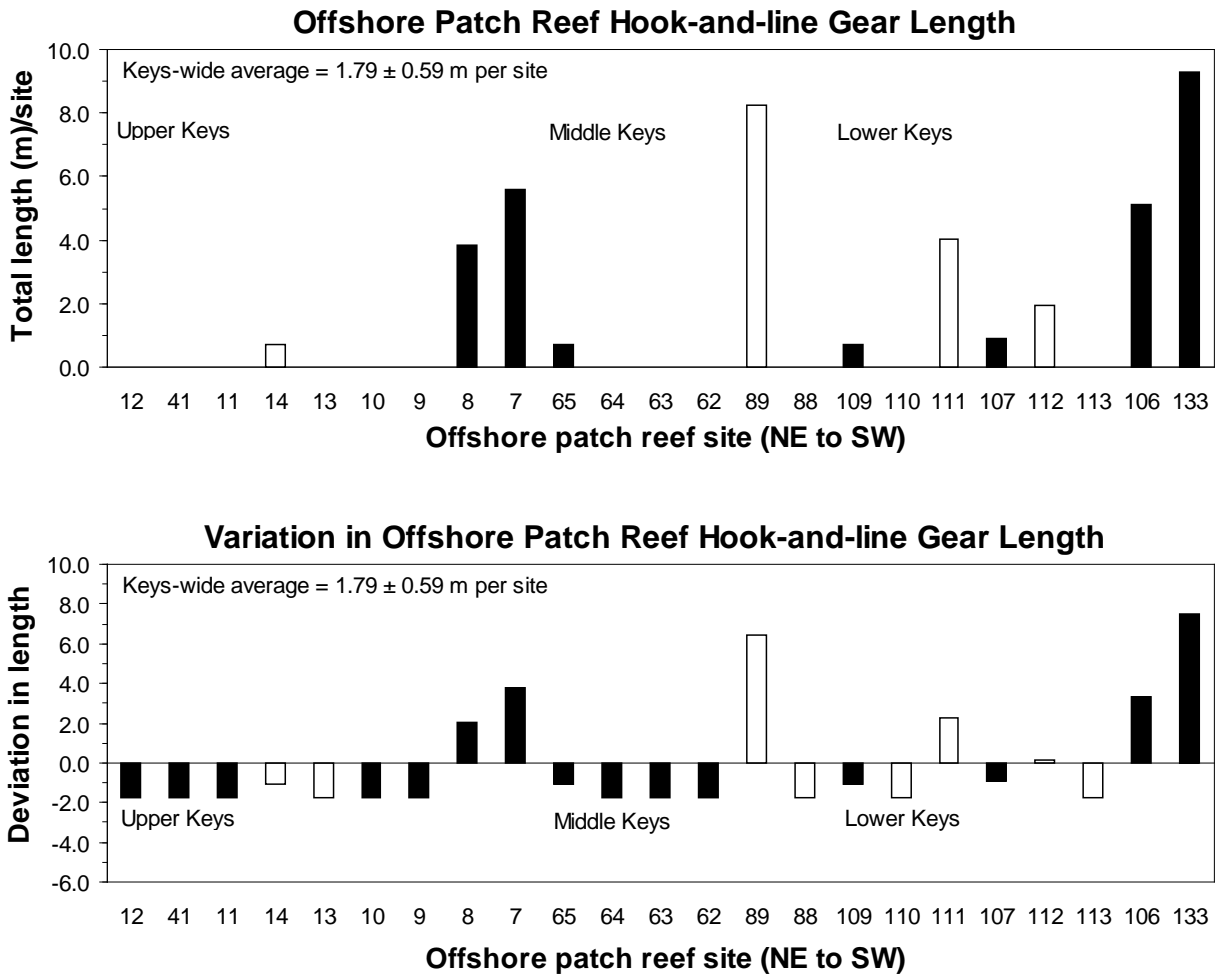 Offshore Patch Reef Hook-and-line Gear Length
Keys-wide average = 1.79 ± 0.59 m per site
Upper Keys Middle Keys Lower Keys
Total length (m)/site
10.0
8.0
6.0
4.0
2.0
0.0
12 41 11 14 13 10 9 8 7 65 64 63 62 89 88 109 110 111 107 112 113 106 133
Offshore patch reef site (NE to SW)
Variation in Offshore Patch Reef Hook-and-line Gear Length
Keys-wide average = 1.79 ± 0.59 m per site
Deviation in length
10.0
8.0
6.0
4.0
2.0
0.0
-2.0
-4.0
-6.0
Upper Keys Middle Keys Lower Keys
12 41 11 14 13 10 9 8 7 65 64 63 62 89 88 109 110 111 107 112 113 106 133
Offshore patch reef site (NE to SW)